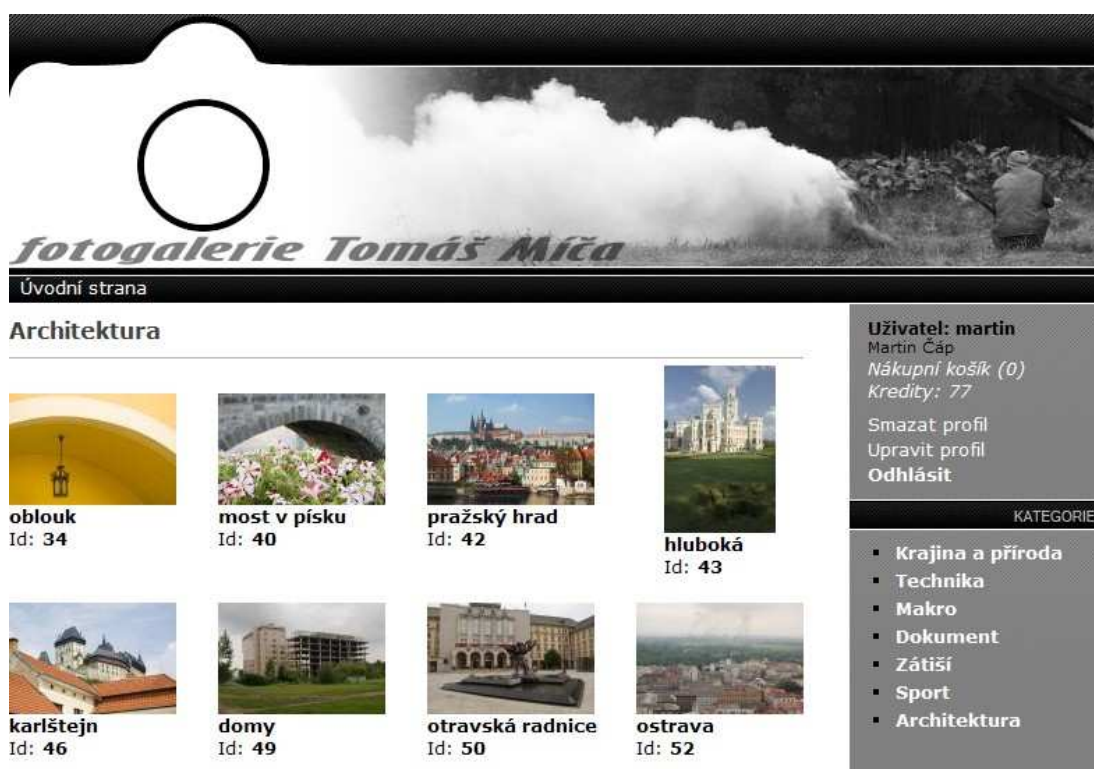 fotogalerie Tomáš Míča
Úvodní strana
Architektura
oblouk
Id: 34
most v písku
Id: 40
pražský hrad
Id: 42
hluboká
Id: 43
karlštejn
Id: 46
domy
Id: 49
otravská radnice
Id: 50
ostrava
Id: 52
Uživatel: martin
Martin Čáp
Nákupní košík (0)
Kredity: 77
Smazat profil
Upravit profil
Odhlásit
KATEGORIE
Krajina a příroda
Technika
Makro
Dokument
Zátiší
Sport
Architektura